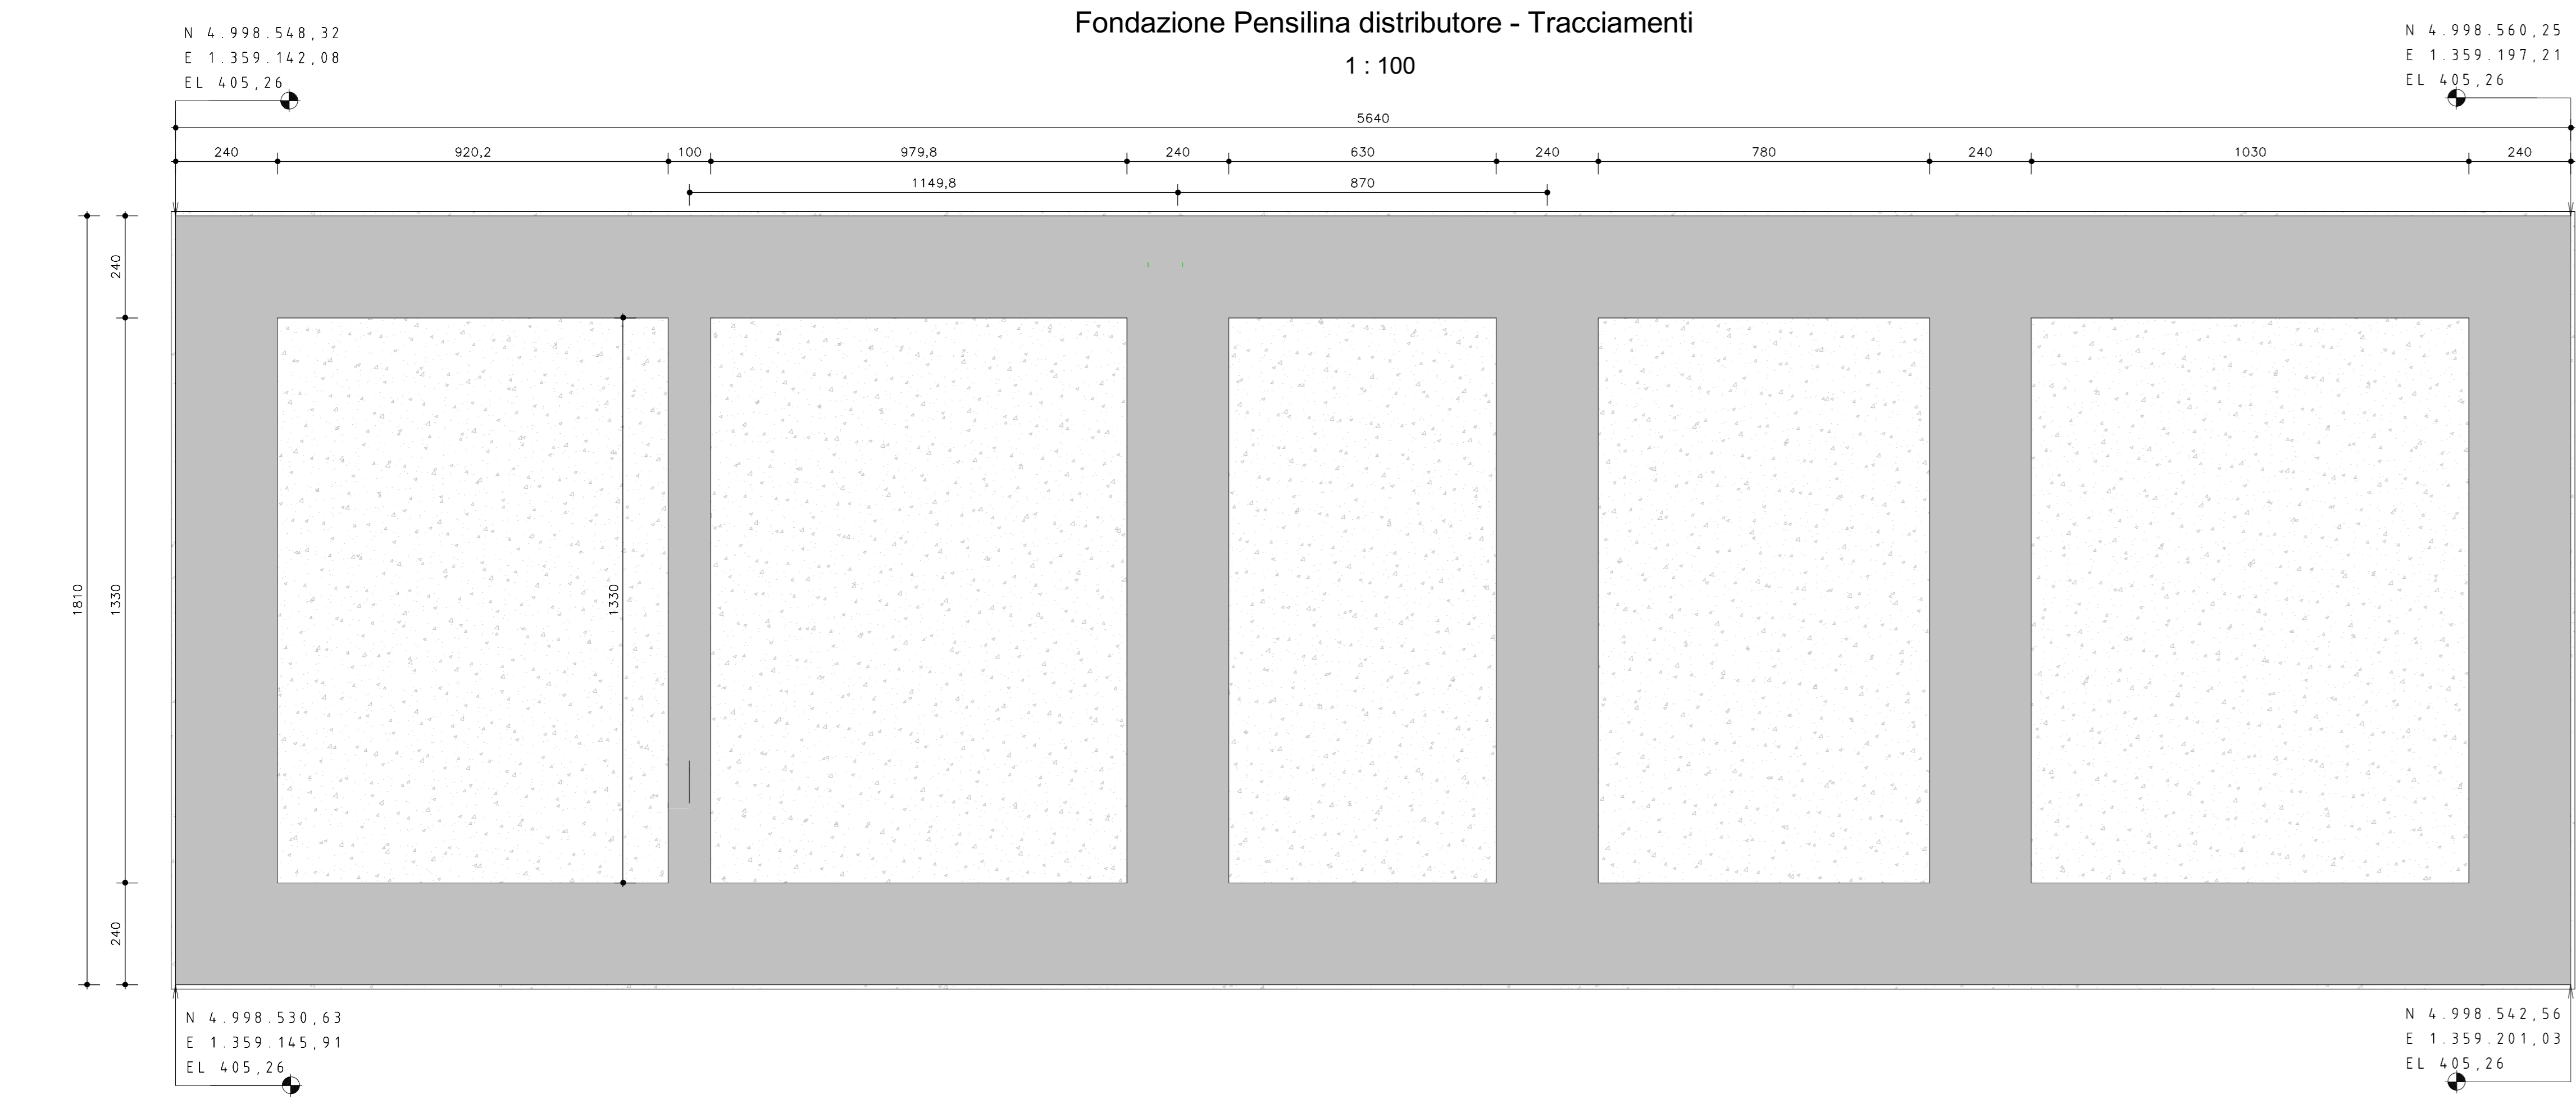 Fondazione Pensilina distributore - Tracciamenti
1 : 100
N 4.998.548,32
E 1.359.142,08
EL 405,26
N 4.998.560,25
E 1.359.197,21
EL 405,26
5640
240 920,2 100 979,8 240 630 240 780 240 1030 240
1149,8 870
240
1810 1330 1330
240
N 4.998.530,63
E 1.359.145,91
EL 405,26
N 4.998.542,56
E 1.359.201,03
EL 405,26